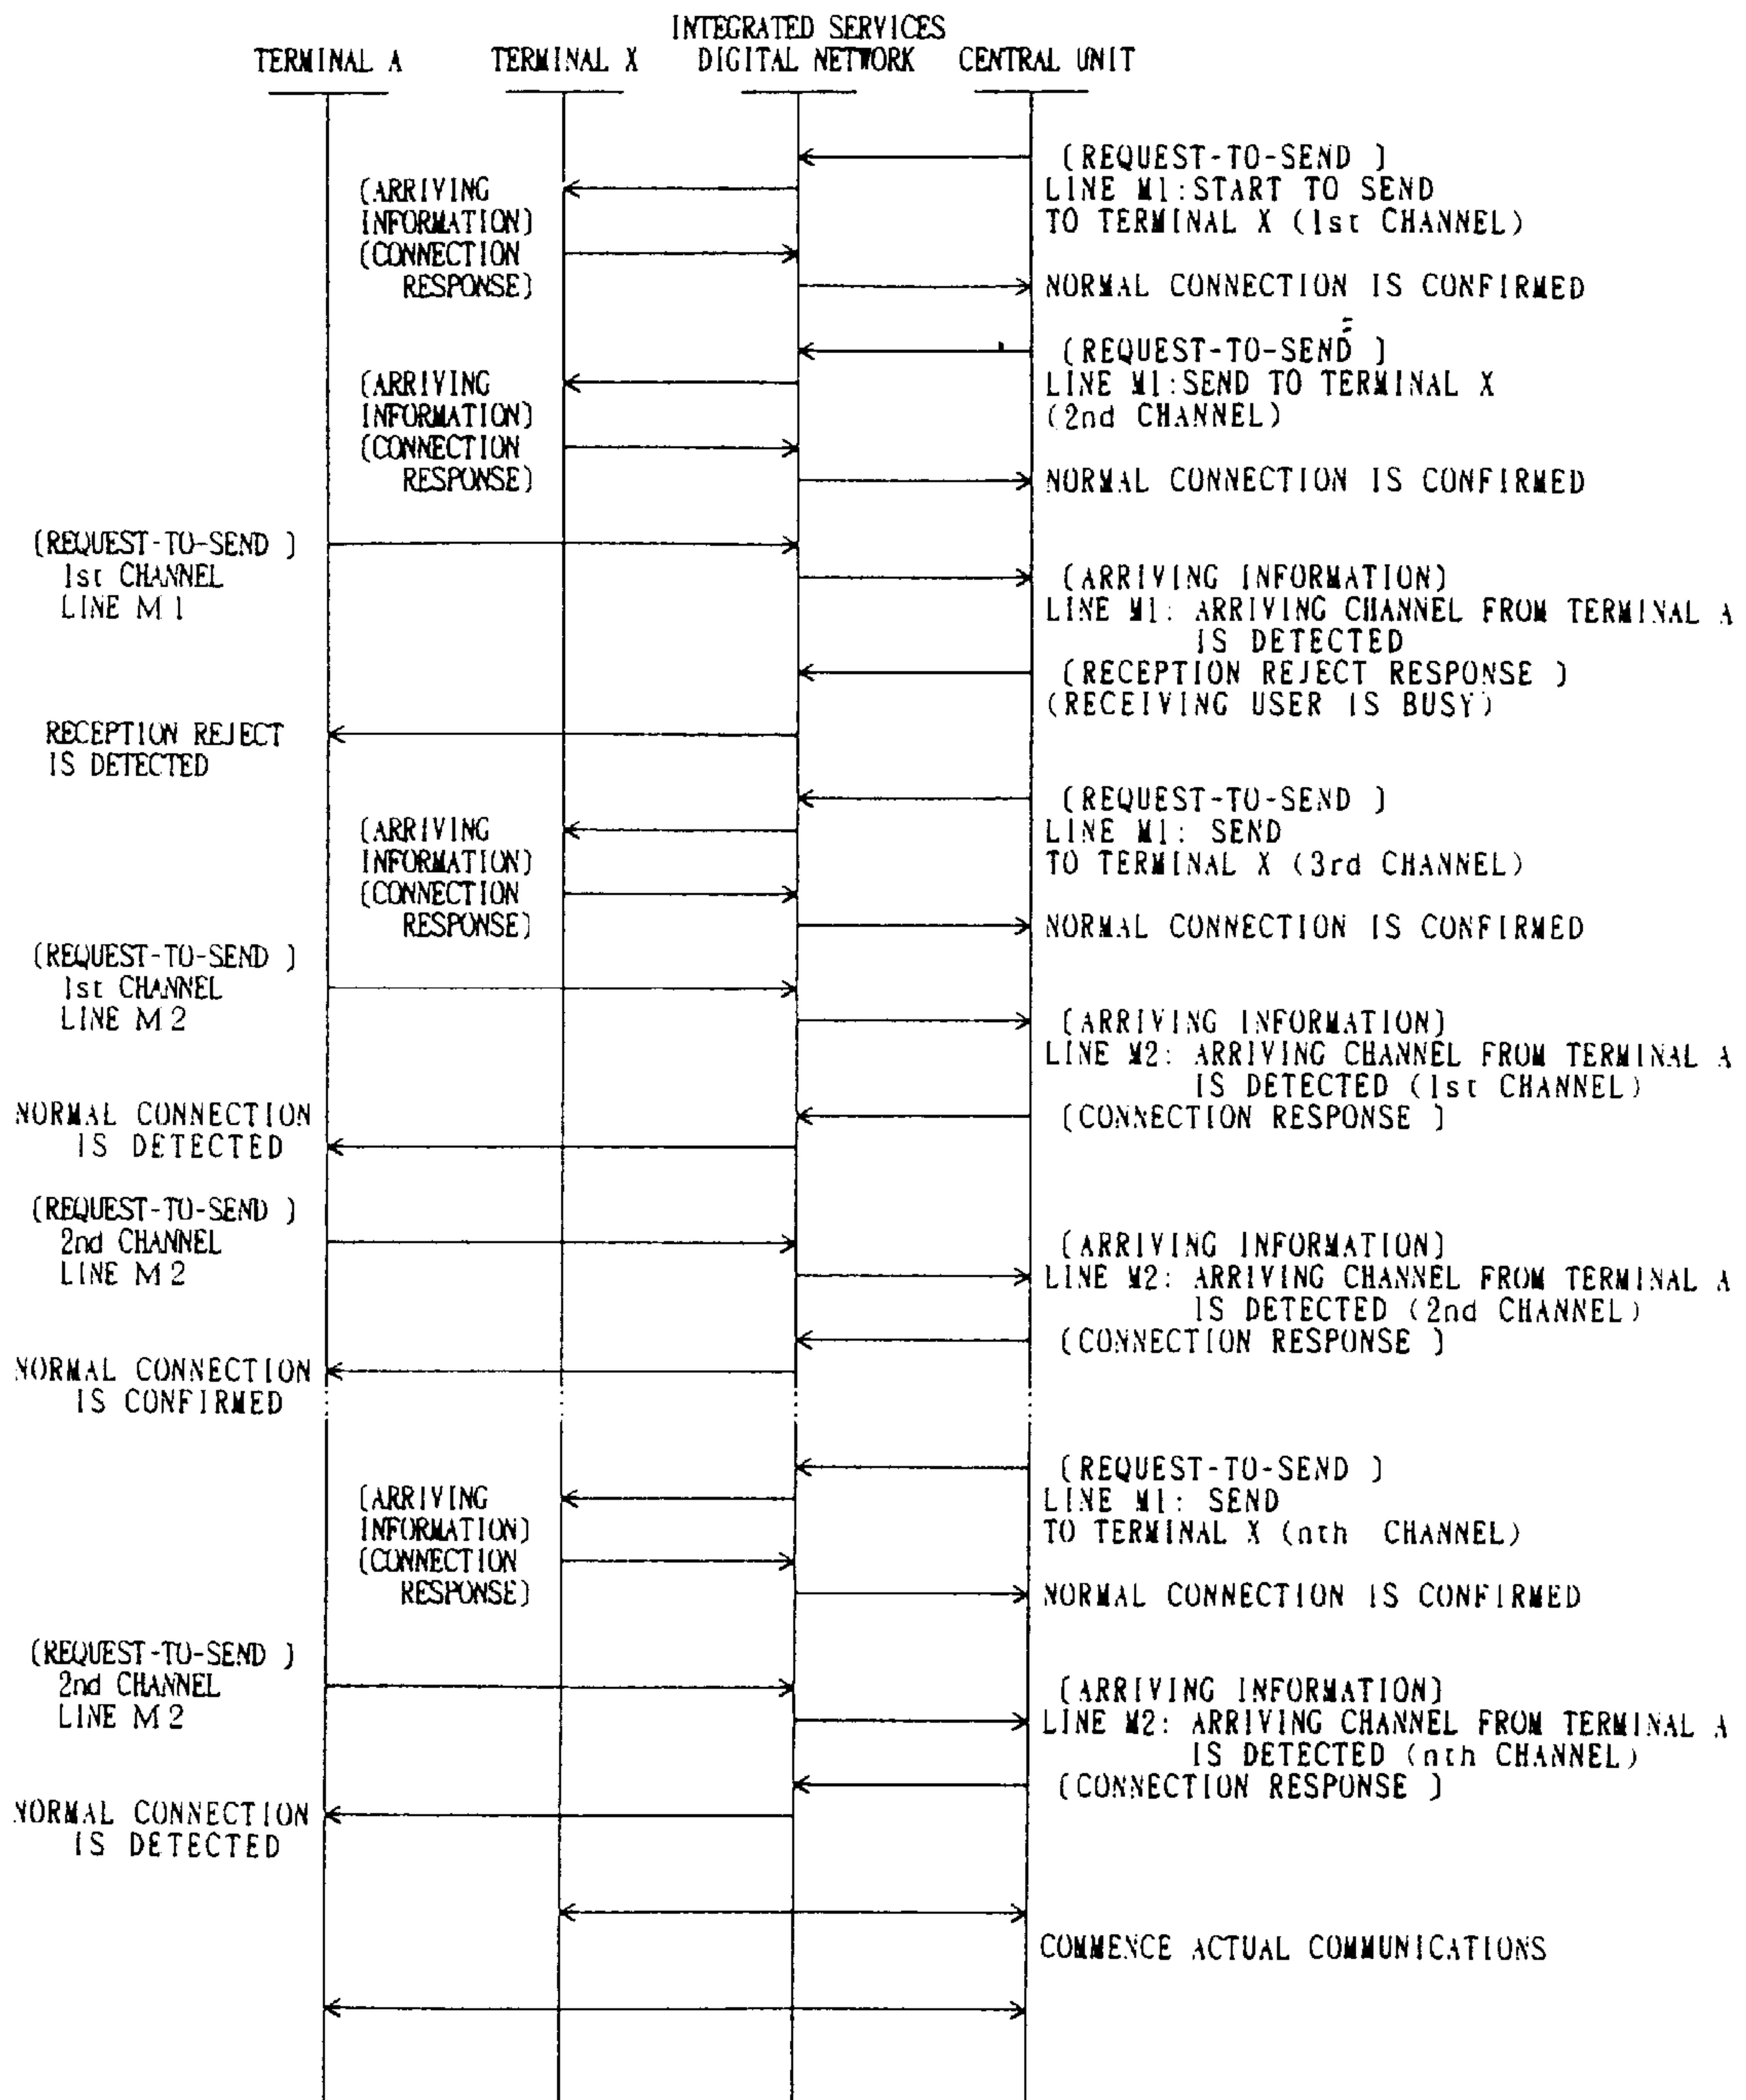 INTEGRATED SERVICES
TERMINAL A TERMINAL X DIGITAL NETWORK CENTRAL UNIT
(REQUEST-TO-SEND )
(ARRIVING LINE M1:START TO SEND
INFORMATION) TO TERMINAL X (1st CHANNEL)
(CONNECTION
RESPONSE) NORMAL CONNECTION IS CONFIRMED
(REQUEST-TO-SEND )
(ARRIVING LINE M1:SEND TO TERMINAL X
INFORMATION) (2nd CHANNEL)
(CONNECTION
RESPONSE) NORMAL CONNECTION IS CONFIRMED
(REQUEST-TO-SEND )
1st CHANNEL (ARRIVING INFORMATION)
LINE M1 LINE M1: ARRIVING CHANNEL FROM TERMINAL A
IS DETECTED
(RECEPTION REJECT RESPONSE )
(RECEIVING USER IS BUSY)
RECEPTION REJECT
IS DETECTED
(REQUEST-TO-SEND )
(ARRIVING LINE M1: SEND
INFORMATION) TO TERMINAL X (3rd CHANNEL)
(CONNECTION
RESPONSE) NORMAL CONNECTION IS CONFIRMED
(REQUEST-TO-SEND )
1st CHANNEL
LINE M2 (ARRIVING INFORMATION)
LINE M2: ARRIVING CHANNEL FROM TERMINAL A
IS DETECTED (1st CHANNEL)
NORMAL CONNECTION (CONNECTION RESPONSE )
IS DETECTED
(REQUEST-TO-SEND )
2nd CHANNEL (ARRIVING INFORMATION)
LINE M2 LINE M2: ARRIVING CHANNEL FROM TERMINAL A
IS DETECTED (2nd CHANNEL)
(CONNECTION RESPONSE )
NORMAL CONNECTION
IS CONFIRMED
(REQUEST-TO-SEND )
(ARRIVING LINE M1: SEND
INFORMATION) TO TERMINAL X (nth CHANNEL)
(CONNECTION
RESPONSE) NORMAL CONNECTION IS CONFIRMED
(REQUEST-TO-SEND )
2nd CHANNEL (ARRIVING INFORMATION)
LINE M2 LINE M2: ARRIVING CHANNEL FROM TERMINAL A
IS DETECTED (nth CHANNEL)
(CONNECTION RESPONSE )
NORMAL CONNECTION
IS DETECTED
COMMENCE ACTUAL COMMUNICATIONS